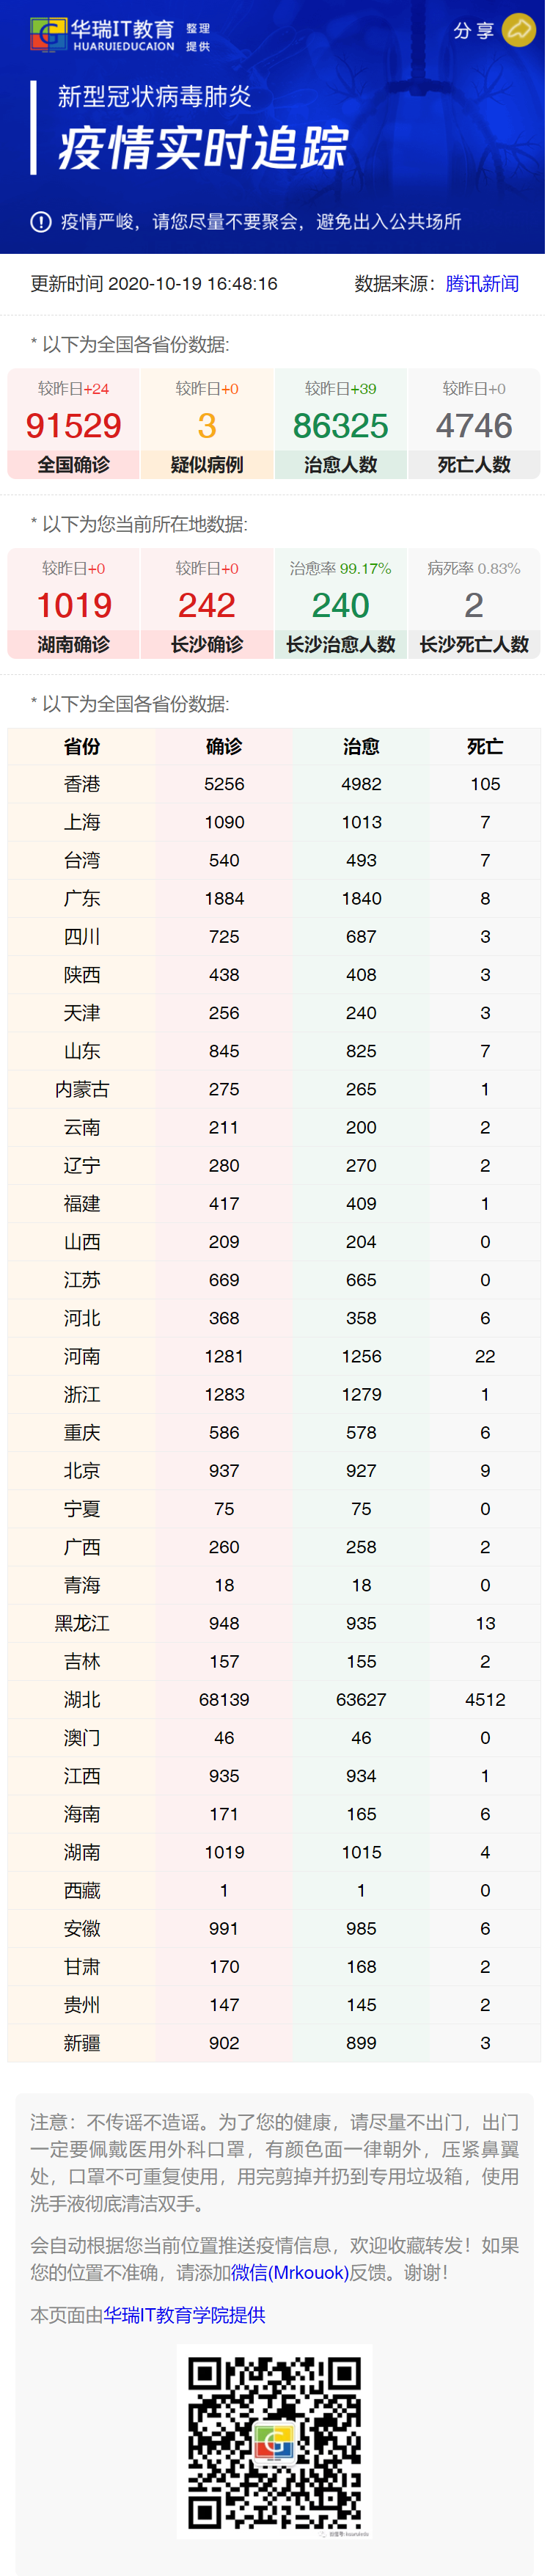 华瑞IT教育 整理
HUARUIEDUCAION 提供
分享
新型冠状病毒肺炎
疫情实时追踪
疫情严峻，请您尽量不要聚会，避免出入公共场所
更新时间 2020-10-19 16:48:16 数据来源：腾讯新闻
* 以下为全国各省份数据:
较昨日+24 较昨日+0 较昨日+39 较昨日+0
91529 3 86325 4746
全国确诊 疑似病例 治愈人数 死亡人数
* 以下为您当前所在地数据:
较昨日+0 较昨日+0 治愈率 99.17% 病死率 0.83%
1019 242 240 2
湖南确诊 长沙确诊 长沙治愈人数 长沙死亡人数
* 以下为全国各省份数据:
省份 确诊 治愈 死亡
香港 5256 4982 105
上海 1090 1013 7
台湾 540 493 7
广东 1884 1840 8
四川 725 687 3
陕西 438 408 3
天津 256 240 3
山东 845 825 7
内蒙古 275 265 1
云南 211 200 2
辽宁 280 270 2
福建 417 409 1
山西 209 204 0
江苏 669 665 0
河北 368 358 6
河南 1281 1256 22
浙江 1283 1279 1
重庆 586 578 6
北京 937 927 9
宁夏 75 75 0
广西 260 258 2
青海 18 18 0
黑龙江 948 935 13
吉林 157 155 2
湖北 68139 63627 4512
澳门 46 46 0
江西 935 934 1
海南 171 165 6
湖南 1019 1015 4
西藏 1 1 0
安徽 991 985 6
甘肃 170 168 2
贵州 147 145 2
新疆 902 899 3
注意：不传谣不造谣。为了您的健康，请尽量不出门，出门
一定要佩戴医用外科口罩，有颜色面一律朝外，压紧鼻翼
处，口罩不可重复使用，用完剪掉并扔到专用垃圾箱，使用
洗手液彻底清洁双手。
会自动根据您当前位置推送疫情信息，欢迎收藏转发！如果
您的位置不准确，请添加微信(Mrkouok)反馈。谢谢！
本页面由华瑞IT教育学院提供